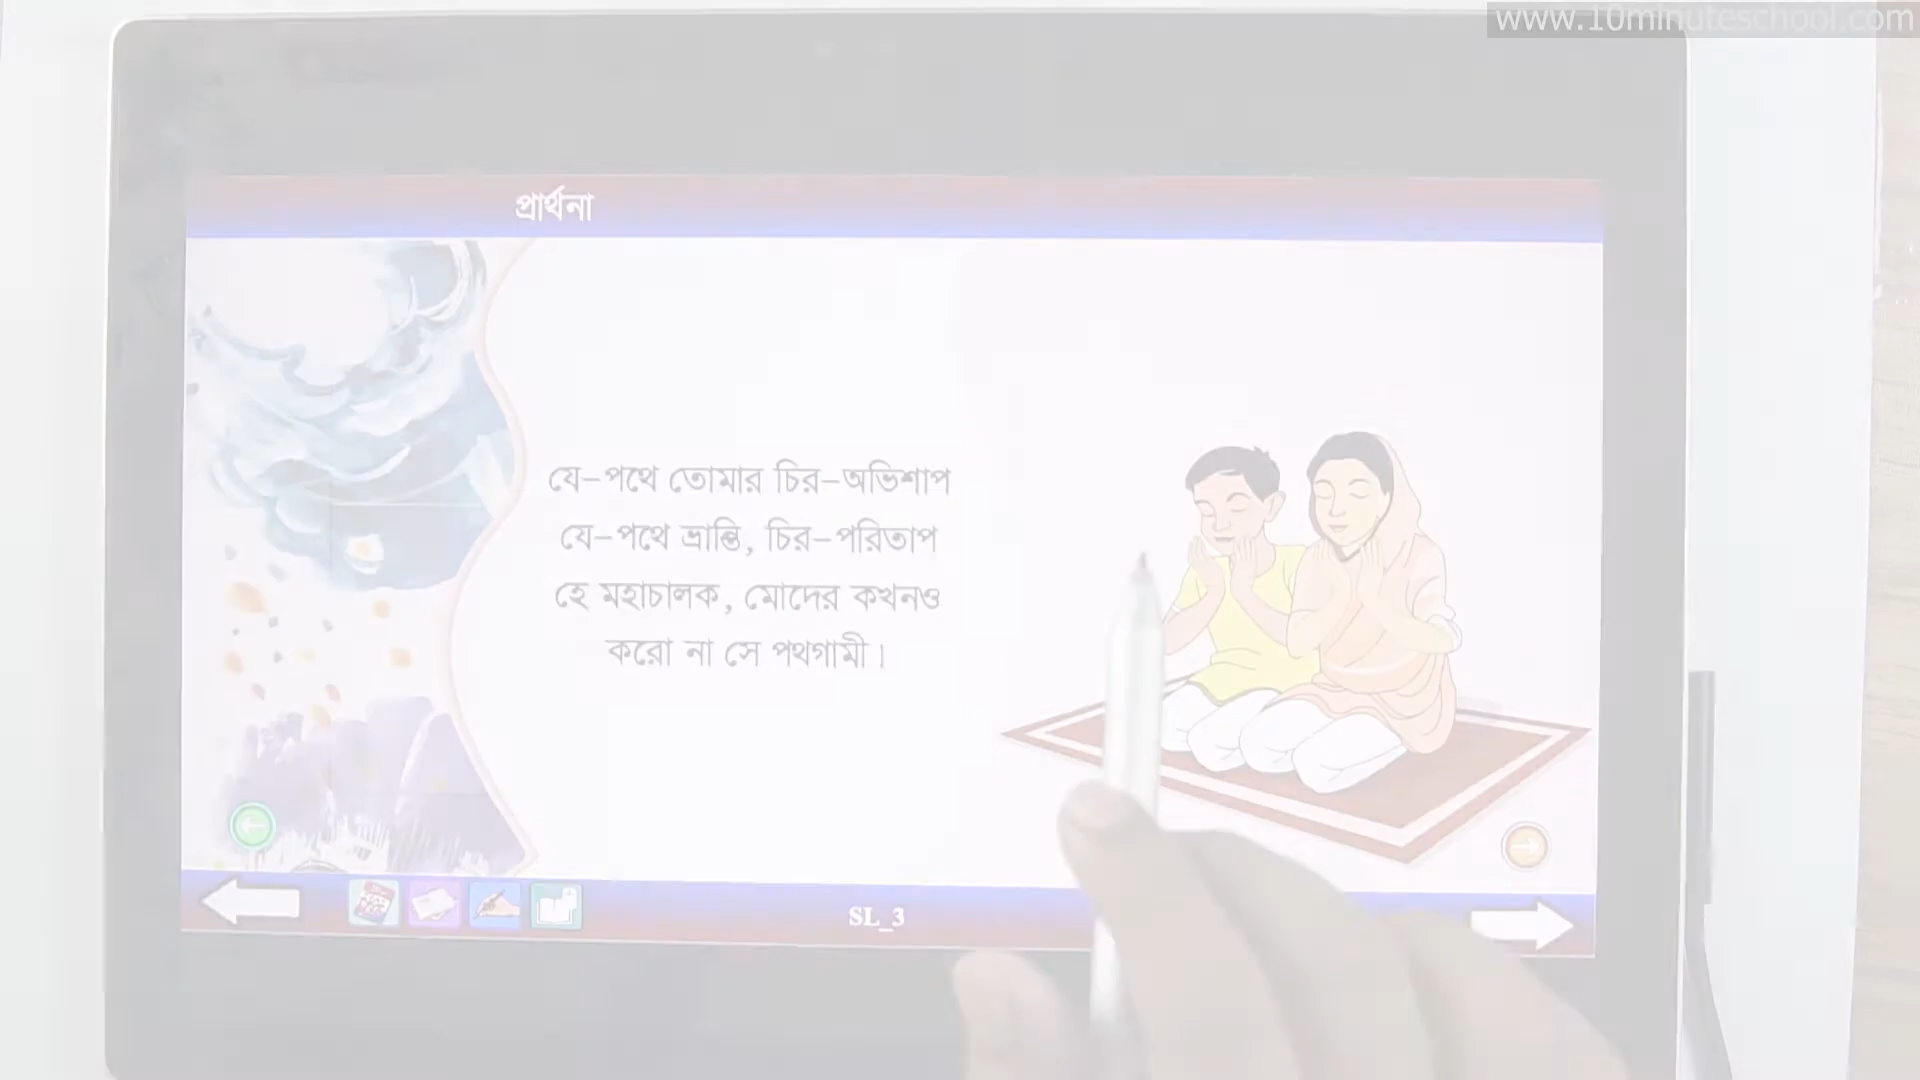 www.10minuteschool.com
প্রার্থনা
যে-পথে তোমার চির-অভিশাপ
যে-পথে ভ্রান্তি, চির-পরিতাপ
হে মহাচালক, মোদের কখনও
করো না সে পথগামী।
SL_3